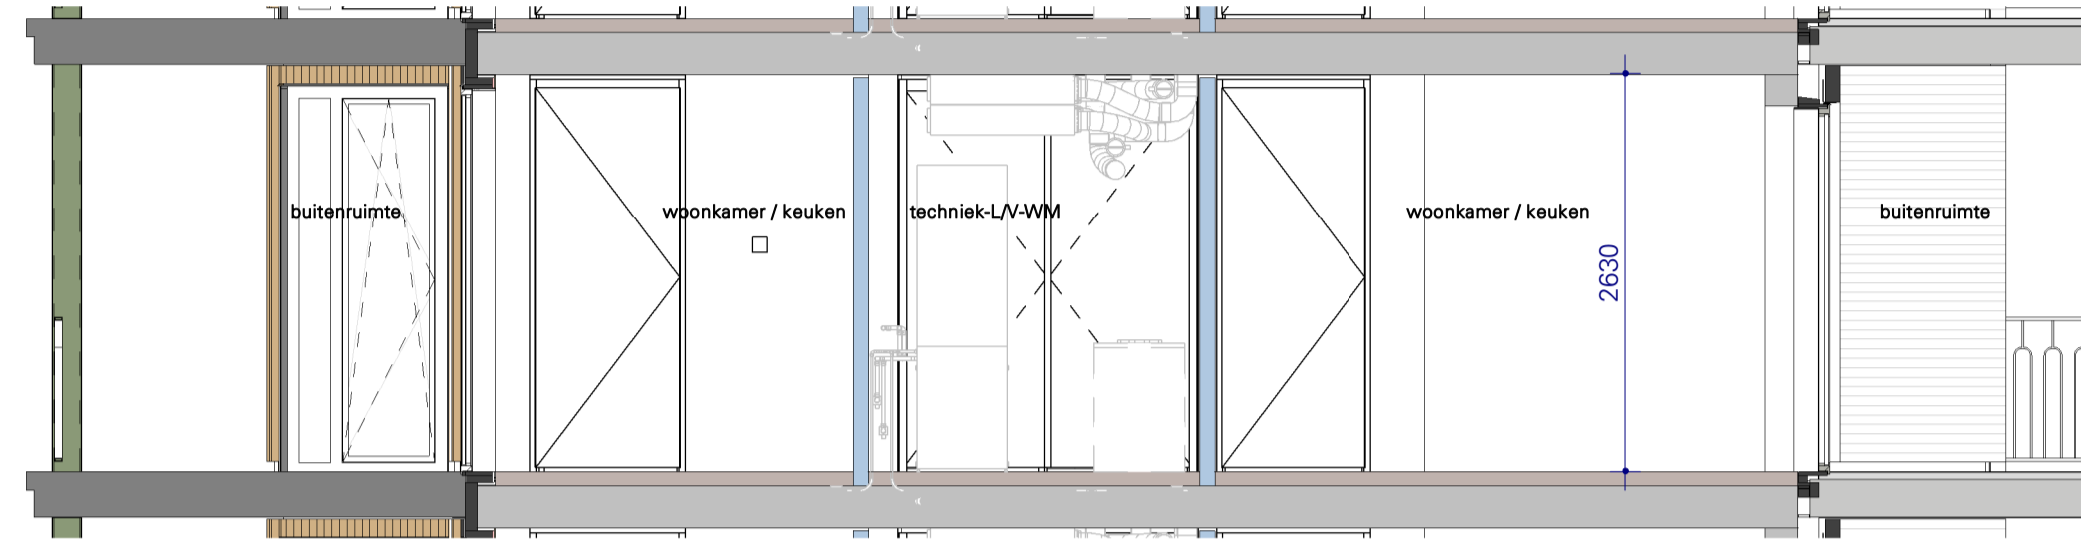 buitenruimte
woonkamer / keuken
techniek-L/V-WM
woonkamer / keuken
buitenruimte
2630